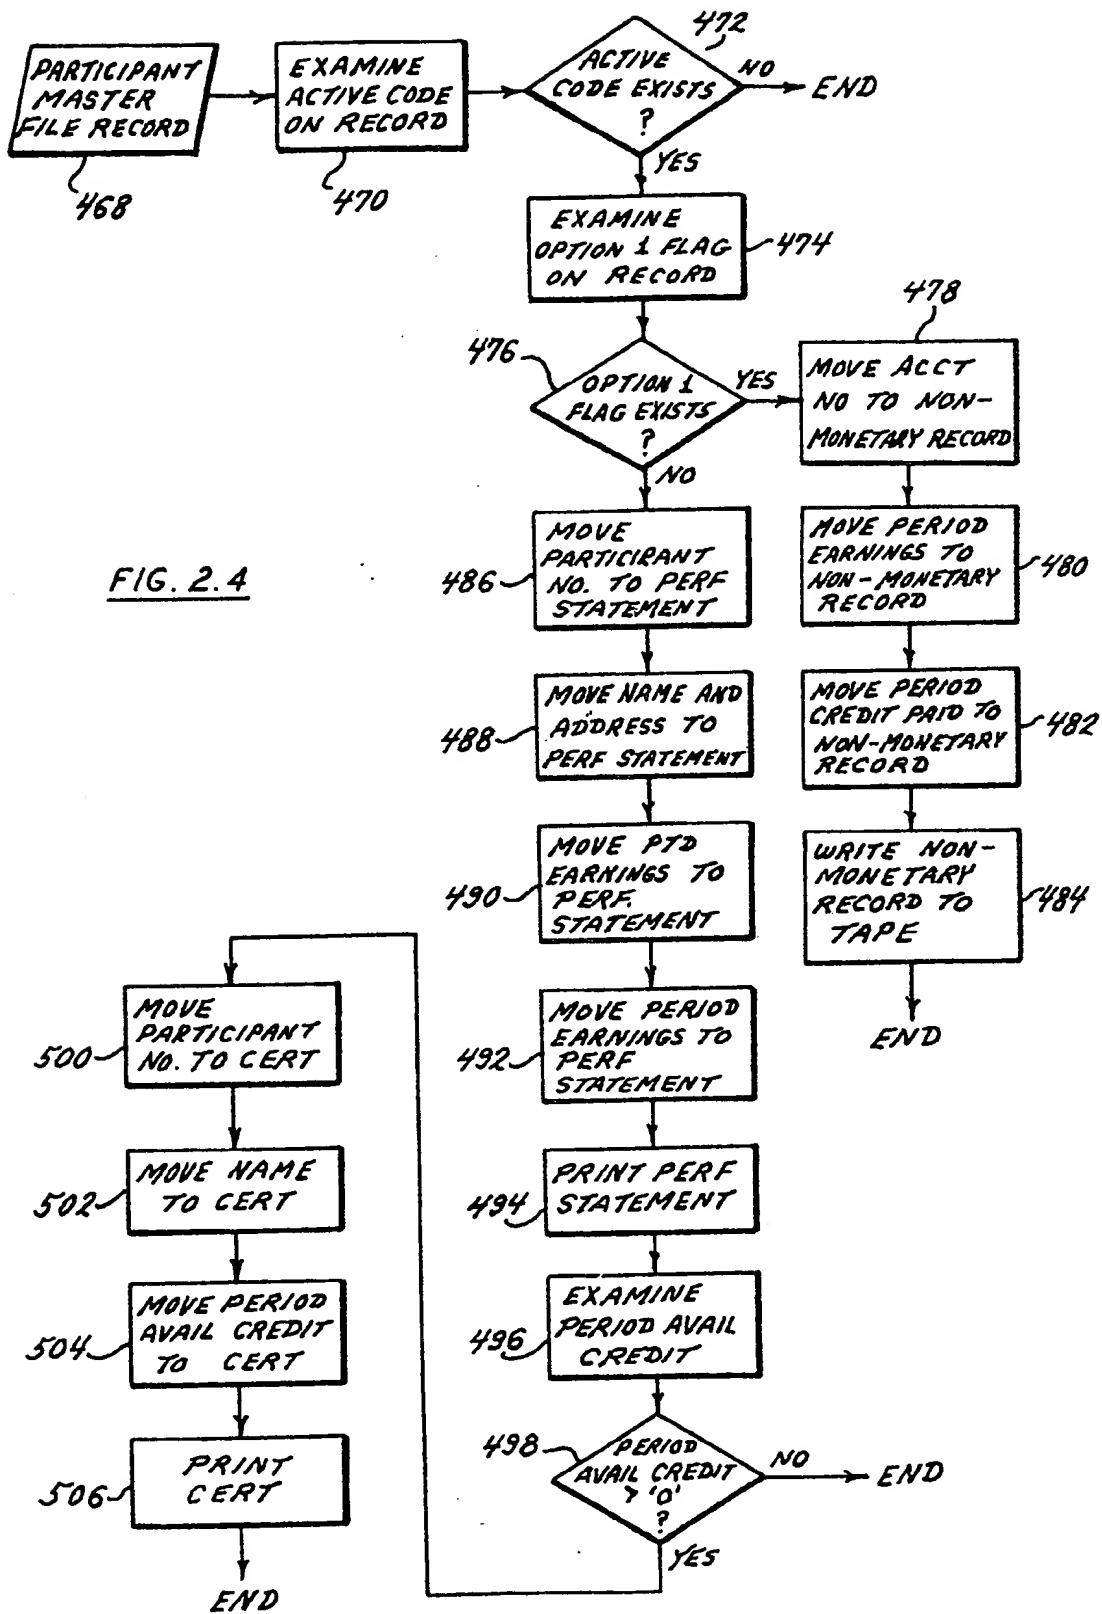 PARTICIPANT
MASTER
FILE RECORD
468
EXAMINE
ACTIVE CODE
ON RECORD
470
472
ACTIVE
CODE EXISTS
?
NO
END
YES
EXAMINE
OPTION 1 FLAG
ON RECORD
474
476
OPTION 1
FLAG EXISTS
?
YES
NO
478
MOVE ACCT
NO TO NON-
MONETARY RECORD
MOVE PERIOD
EARNINGS TO
NON-MONETARY
RECORD
480
MOVE PERIOD
CREDIT PAID TO
NON-MONETARY
RECORD
482
WRITE NON-
MONETARY
RECORD TO
TAPE
484
END
FIG. 2.4
MOVE
PARTICIPANT
NO. TO PERF
STATEMENT
486
MOVE NAME AND
ADDRESS TO
PERF STATEMENT
488
MOVE PTD
EARNINGS TO
PERF.
STATEMENT
490
MOVE PERIOD
EARNINGS TO
PERF
STATEMENT
492
PRINT PERF
STATEMENT
494
EXAMINE
PERIOD AVAIL
CREDIT
496
498
PERIOD
AVAIL CREDIT
> '0'
?
NO
END
YES
MOVE
PARTICIPANT
NO. TO CERT
500
MOVE NAME
TO CERT
502
MOVE PERIOD
AVAIL CREDIT
TO CERT
504
PRINT
CERT
506
END